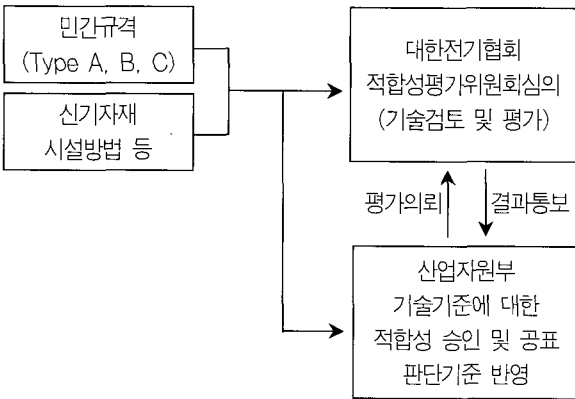 민간규격
(Type A, B, C)
신기자재
시설방법 등
대한전기협회
적합성평가위원회심의
(기술검토 및 평가)
평가의뢰
결과통보
산업자원부
기술기준에 대한
적합성 승인 및 공표
판단기준 반영